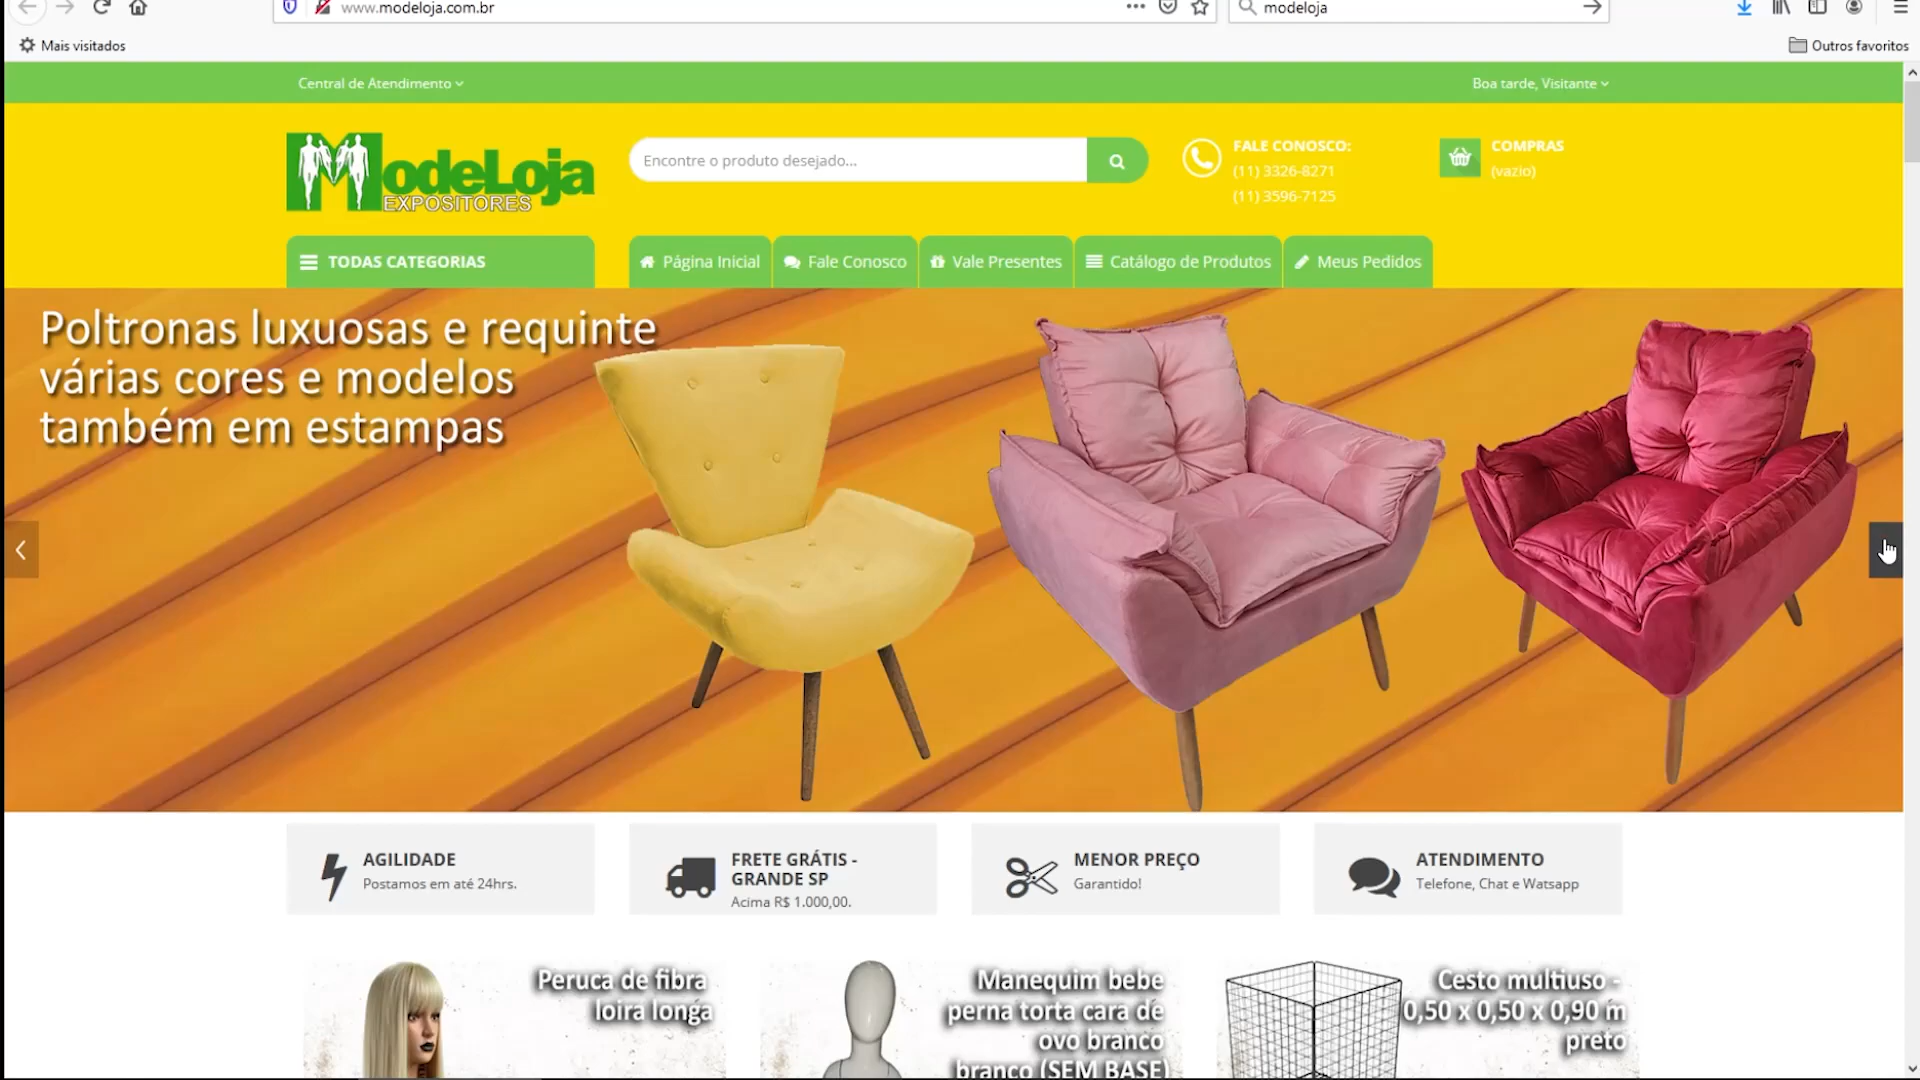 www.modeloja.com.br
modeloja
Mais visitados
Outros favoritos
Central de Atendimento
Boa tarde, Visitante
ModeLoja
EXPOSITORES
Encontre o produto desejado...
FALE CONOSCO:
(11) 3326-8271
(11) 3596-7125
COMPRAS
(vazio)
TODAS CATEGORIAS
Página Inicial
Fale Conosco
Vale Presentes
Catálogo de Produtos
Meus Pedidos
Poltronas luxuosas e requinte
várias cores e modelos
também em estampas
AGILIDADE
Postamos em até 24hrs.
FRETE GRÁTIS -
GRANDE SP
Acima R$ 1.000,00.
MENOR PREÇO
Garantido!
ATENDIMENTO
Telefone, Chat e Watsapp
Peruca de fibra
loira longa
Manequim bebe
perna torta cara de
ovo branco
branco (SEM BASE)
Cesto multiuso -
0,50 x 0,50 x 0,90 m
preto